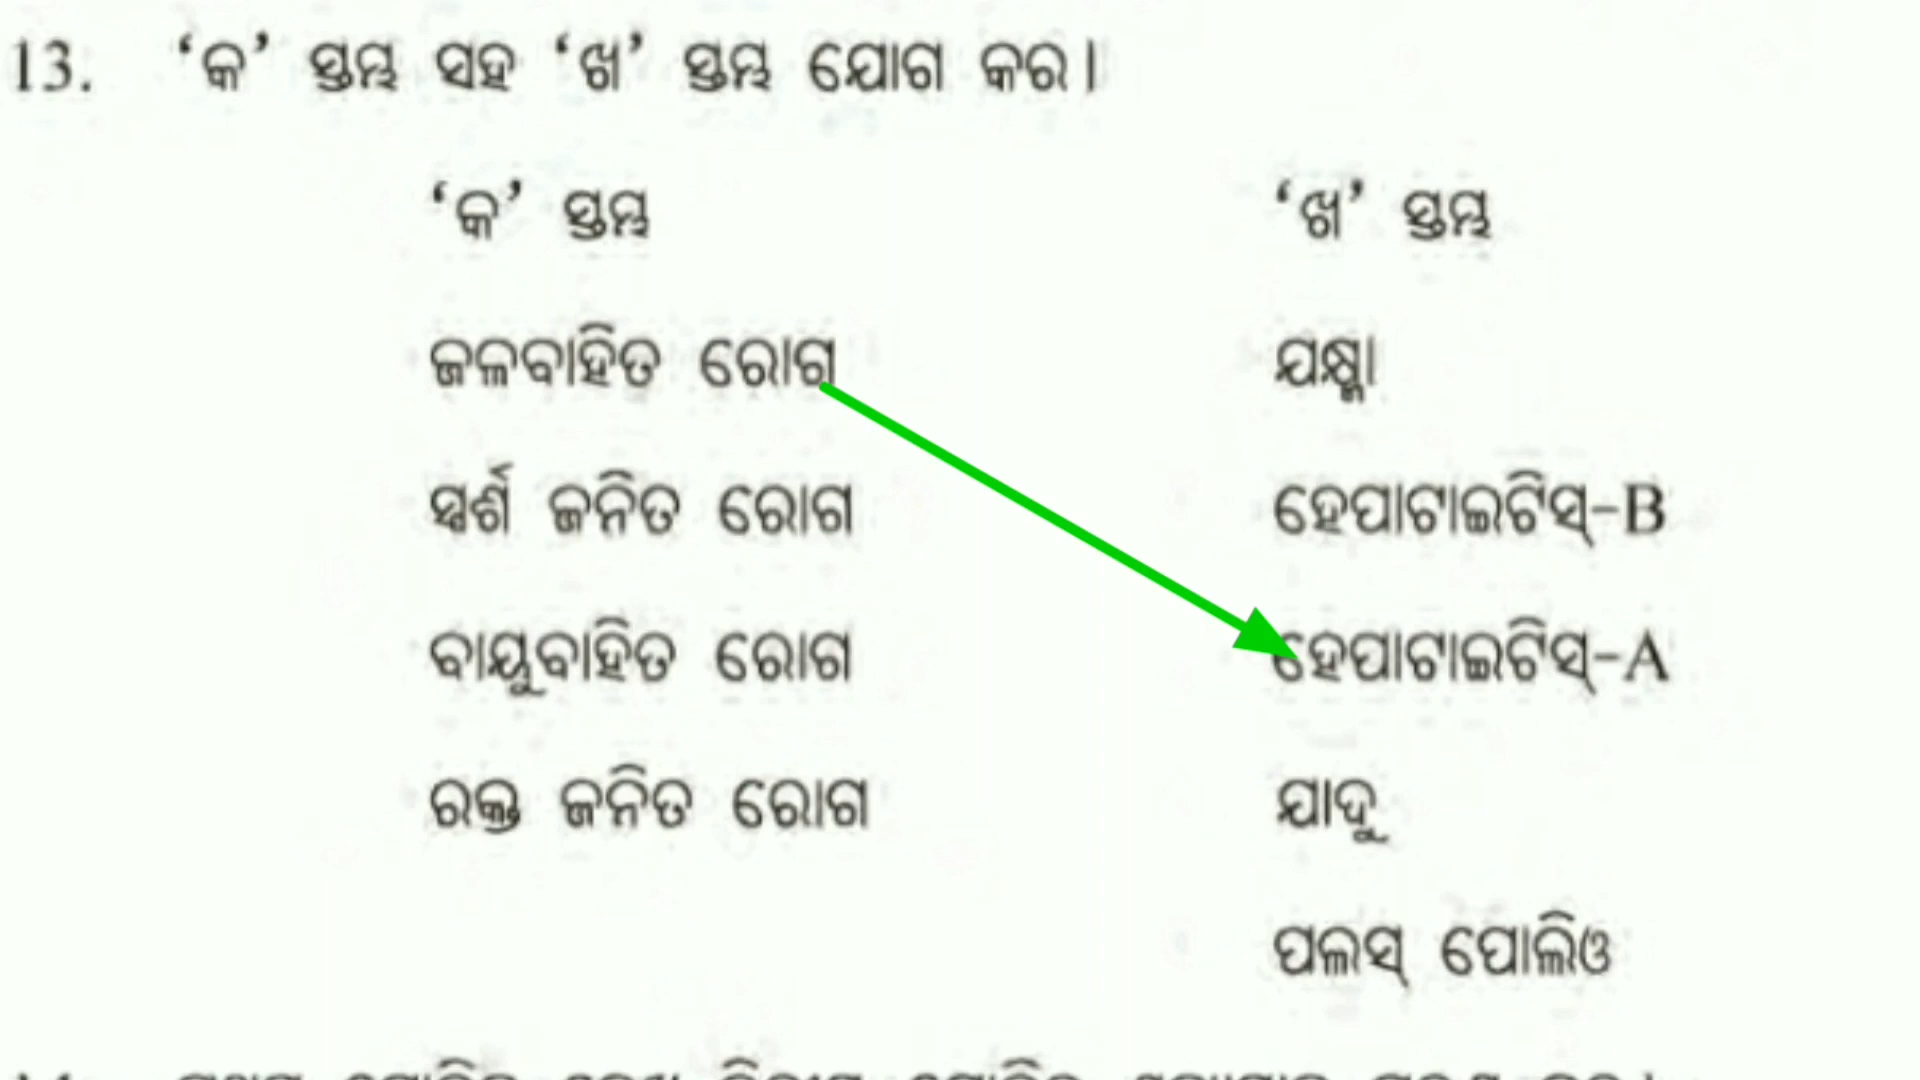 13. ‘କ’ ସ୍ତମ୍ଭ ସହ ‘ଖ’ ସ୍ତମ୍ଭ ଯୋଗ କର।
‘କ’ ସ୍ତମ୍ଭ ‘ଖ’ ସ୍ତମ୍ଭ
ଜଳବାହିତ ରୋଗ ଯକ୍ଷ୍ମା
ସ୍ପର୍ଶ ଜନିତ ରୋଗ ହେପାଟାଇଟିସ୍-B
ବାୟୁବାହିତ ରୋଗ ହେପାଟାଇଟିସ୍-A
ରକ୍ତ ଜନିତ ରୋଗ ଯାଦୁ
ପଲସ୍ ପୋଲିଓ